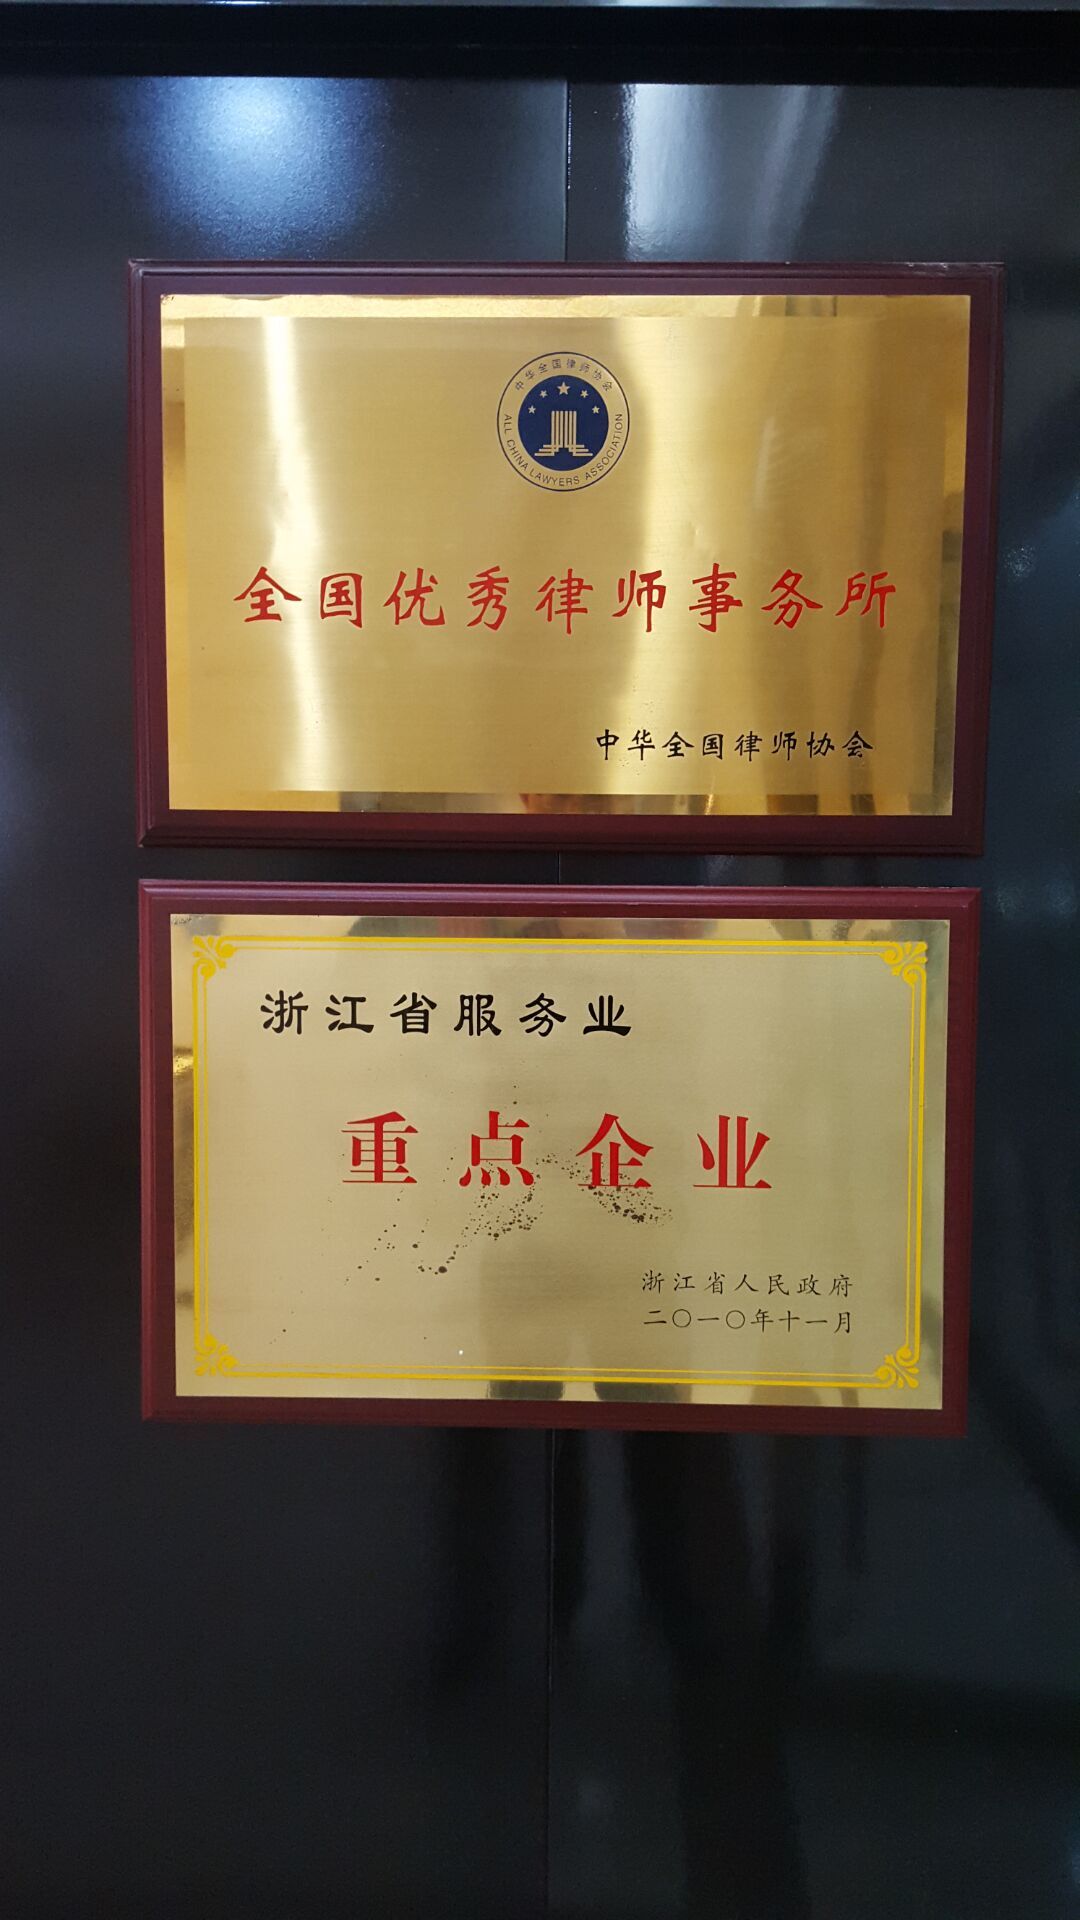 中华全国律师协会
ALL CHINA LAWYERS ASSOCIATION
全国优秀律师事务所
中华全国律师协会
浙江省服务业
重点企业
浙江省人民政府
二〇一〇年十一月